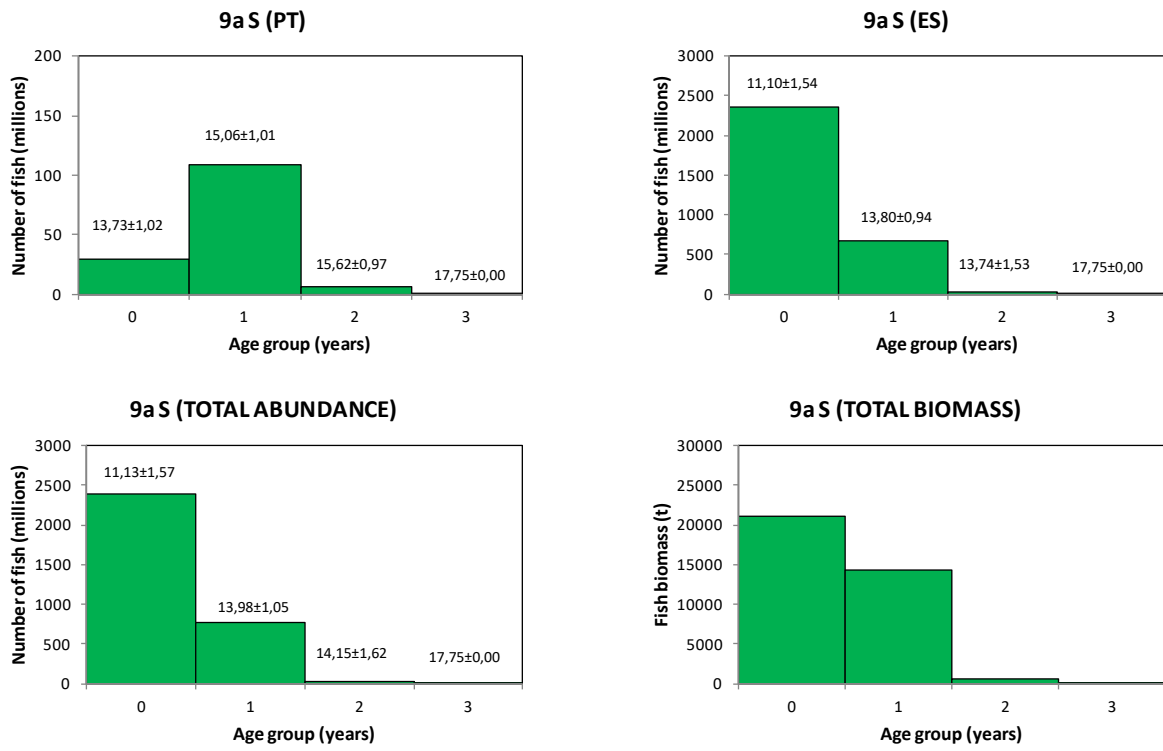 9a S (PT)
Number of fish (millions)
200
150
100
50
0
13,73±1,02
15,06±1,01
15,62±0,97
17,75±0,00
0 1 2 3
Age group (years)
9a S (ES)
Number of fish (millions)
3000
2500
2000
1500
1000
500
0
11,10±1,54
13,80±0,94
13,74±1,53
17,75±0,00
0 1 2 3
Age group (years)
9a S (TOTAL ABUNDANCE)
Number of fish (millions)
3000
2500
2000
1500
1000
500
0
11,13±1,57
13,98±1,05
14,15±1,62
17,75±0,00
0 1 2 3
Age group (years)
9a S (TOTAL BIOMASS)
Fish biomass (t)
30000
25000
20000
15000
10000
5000
0
0 1 2 3
Age group (years)